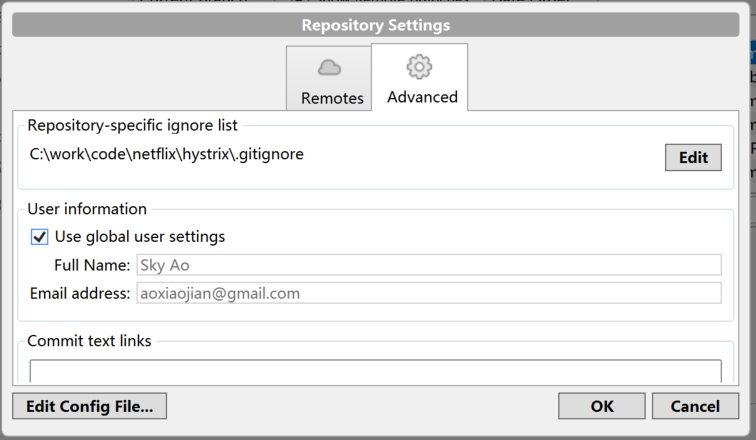 Repository Settings
Remotes
Advanced
Repository-specific ignore list
C:\work\code\netflix\hystrix\.gitignore
Edit
User information
Use global user settings
Full Name: Sky Ao
Email address: aoxiaojian@gmail.com
Commit text links
Edit Config File...
OK
Cancel